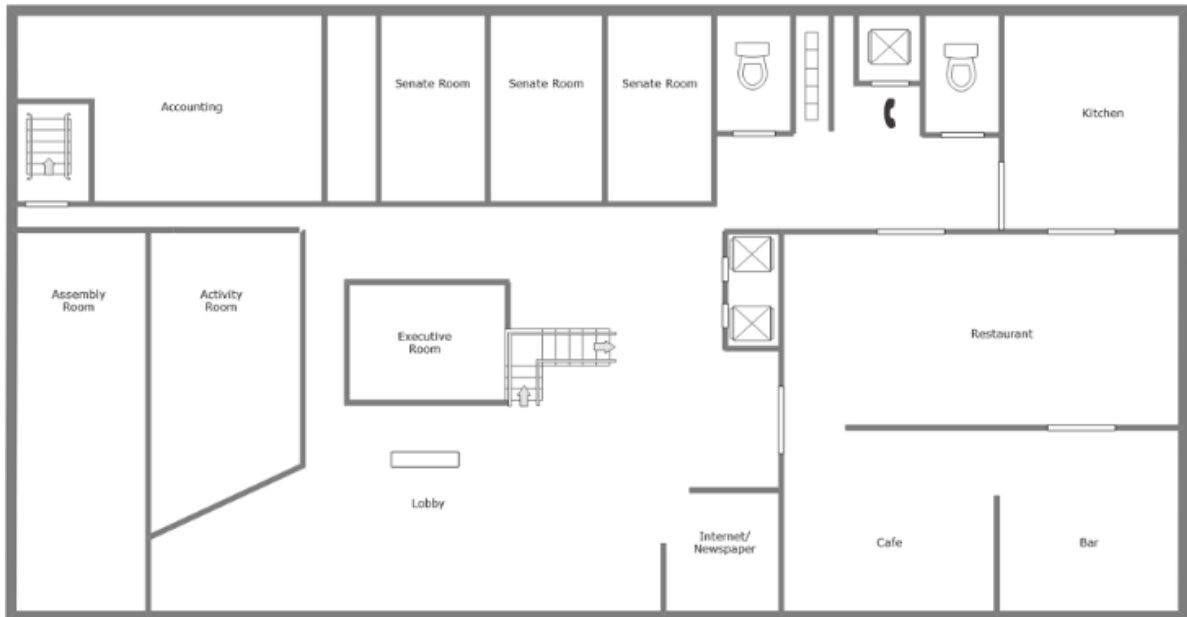 Accounting
Senate Room
Senate Room
Senate Room
Kitchen
Assembly
Room
Activity
Room
Executive
Room
Restaurant
Lobby
Internet/
Newspaper
Cafe
Bar